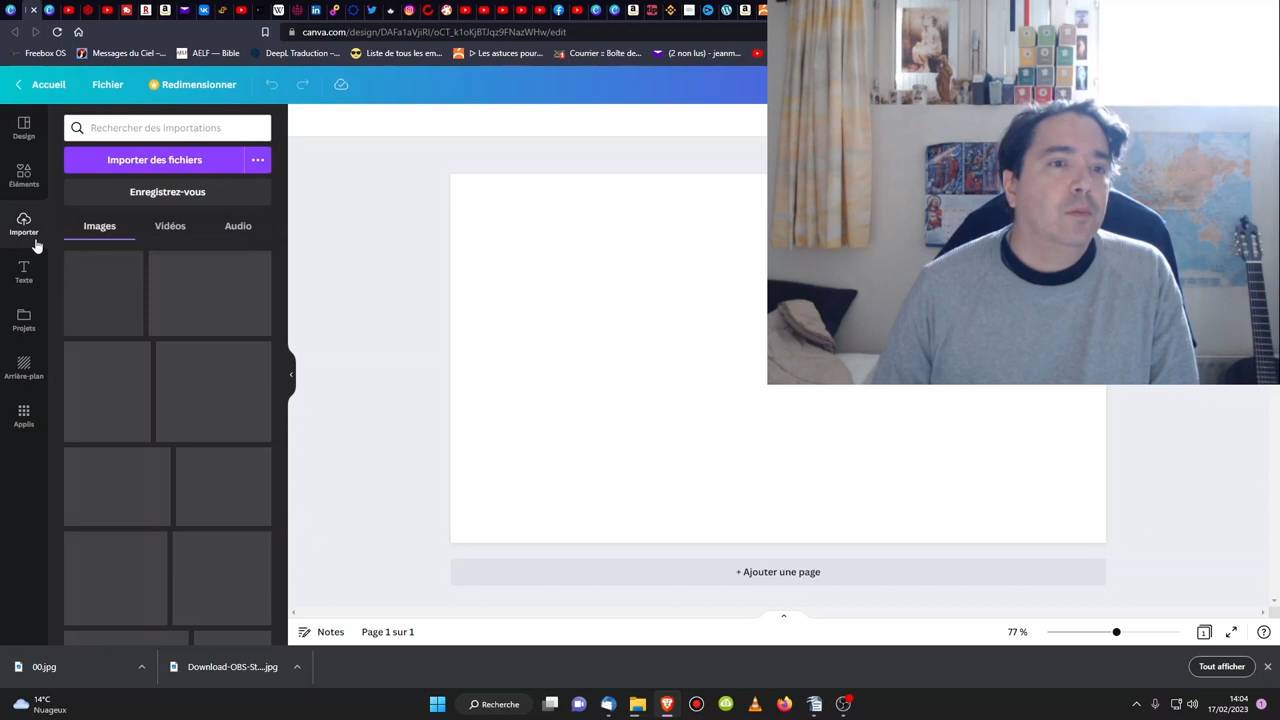 canva.com/design/DAFa1aVjiRI/oCT_k1oKjBTJqz9FNazWHw/edit
Freebox OS
Messages du Ciel -...
AELF — Bible
DeepL Traduction –...
Liste de tous les m...
Les astuces pour...
Courrier :: Boîte de...
(2 non lus) - jeanm...
Accueil
Fichier
Redimensionner
Design
Éléments
Importer
Texte
Projets
Arrière-plan
Applis
Rechercher des importations
Importer des fichiers
Enregistrez-vous
Images
Vidéos
Audio
+ Ajouter une page
Notes
Page 1 sur 1
77 %
1
00.jpg
Download-OBS-St....jpg
Tout afficher
14°C
Nuageux
Recherche
14:04
17/02/2023
1